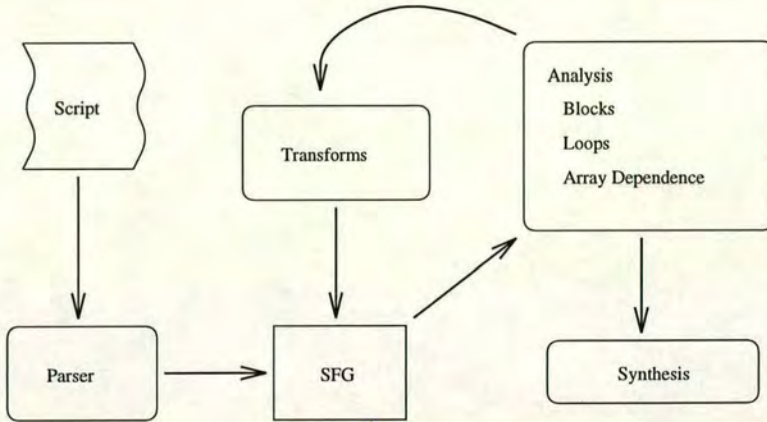 Script
Transforms
Analysis
Blocks
Loops
Array Dependence
Parser
SFG
Synthesis